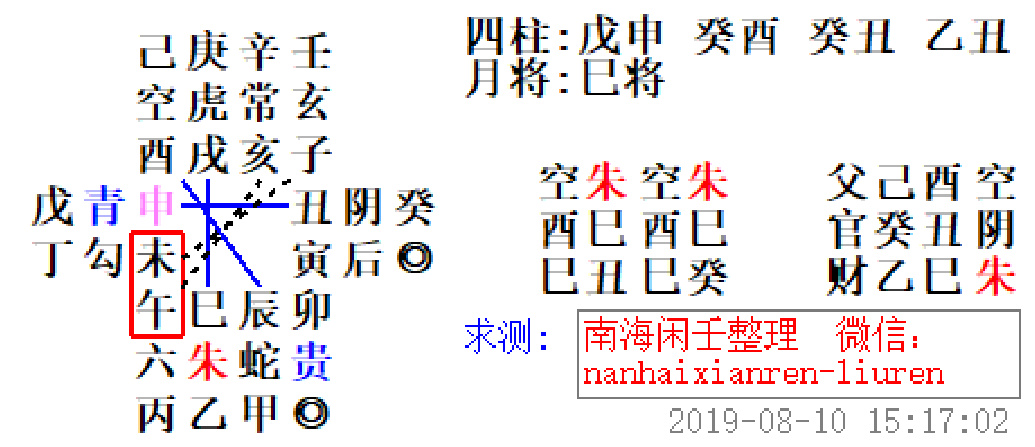 己庚辛壬
空虎常玄
酉戌亥子
戊青申 丑阴癸
丁勾未 寅后◎
午巳辰卯
六朱蛇贵
丙乙甲◎
四柱:戊申 癸酉 癸丑 乙丑
月将:巳将
空朱空朱 父己酉空
酉巳酉巳 官癸丑阴
巳丑巳癸 财乙巳朱
求测: 南海闲壬整理 微信:
nanhaixianren-liuren
2019-08-10 15:17:02